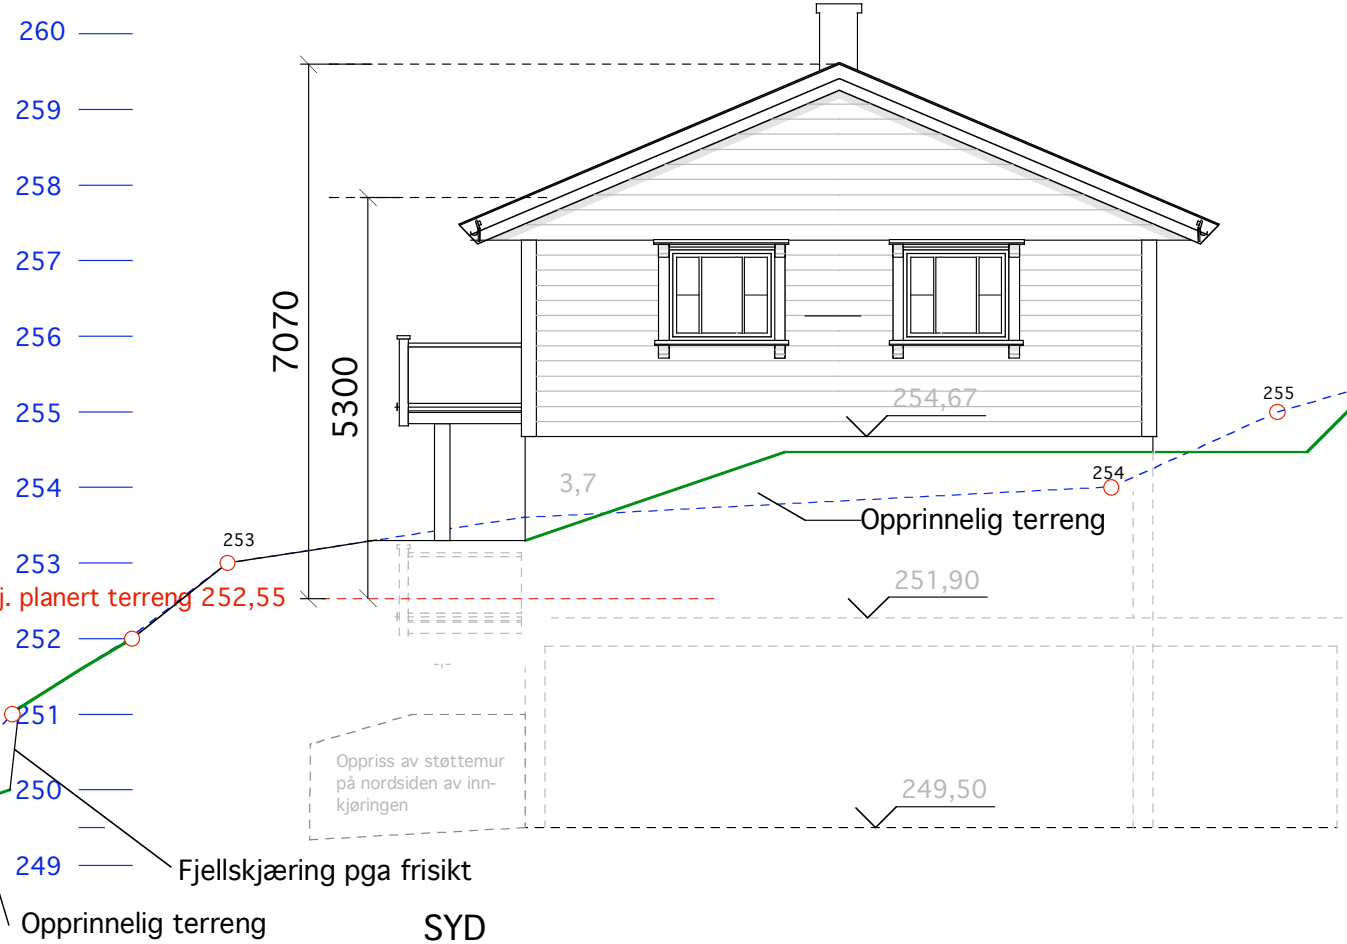 260
259
258
257
256
255
254
253
252
251
250
249
7070
5300
254,67
255
254
3,7
Opprinnelig terreng
253
j. planert terreng 252,55
251,90
Oppriss av støttemur
på nordsiden av inn-
kjøringen
249,50
Fjellskjæring pga frisikt
Opprinnelig terreng
SYD